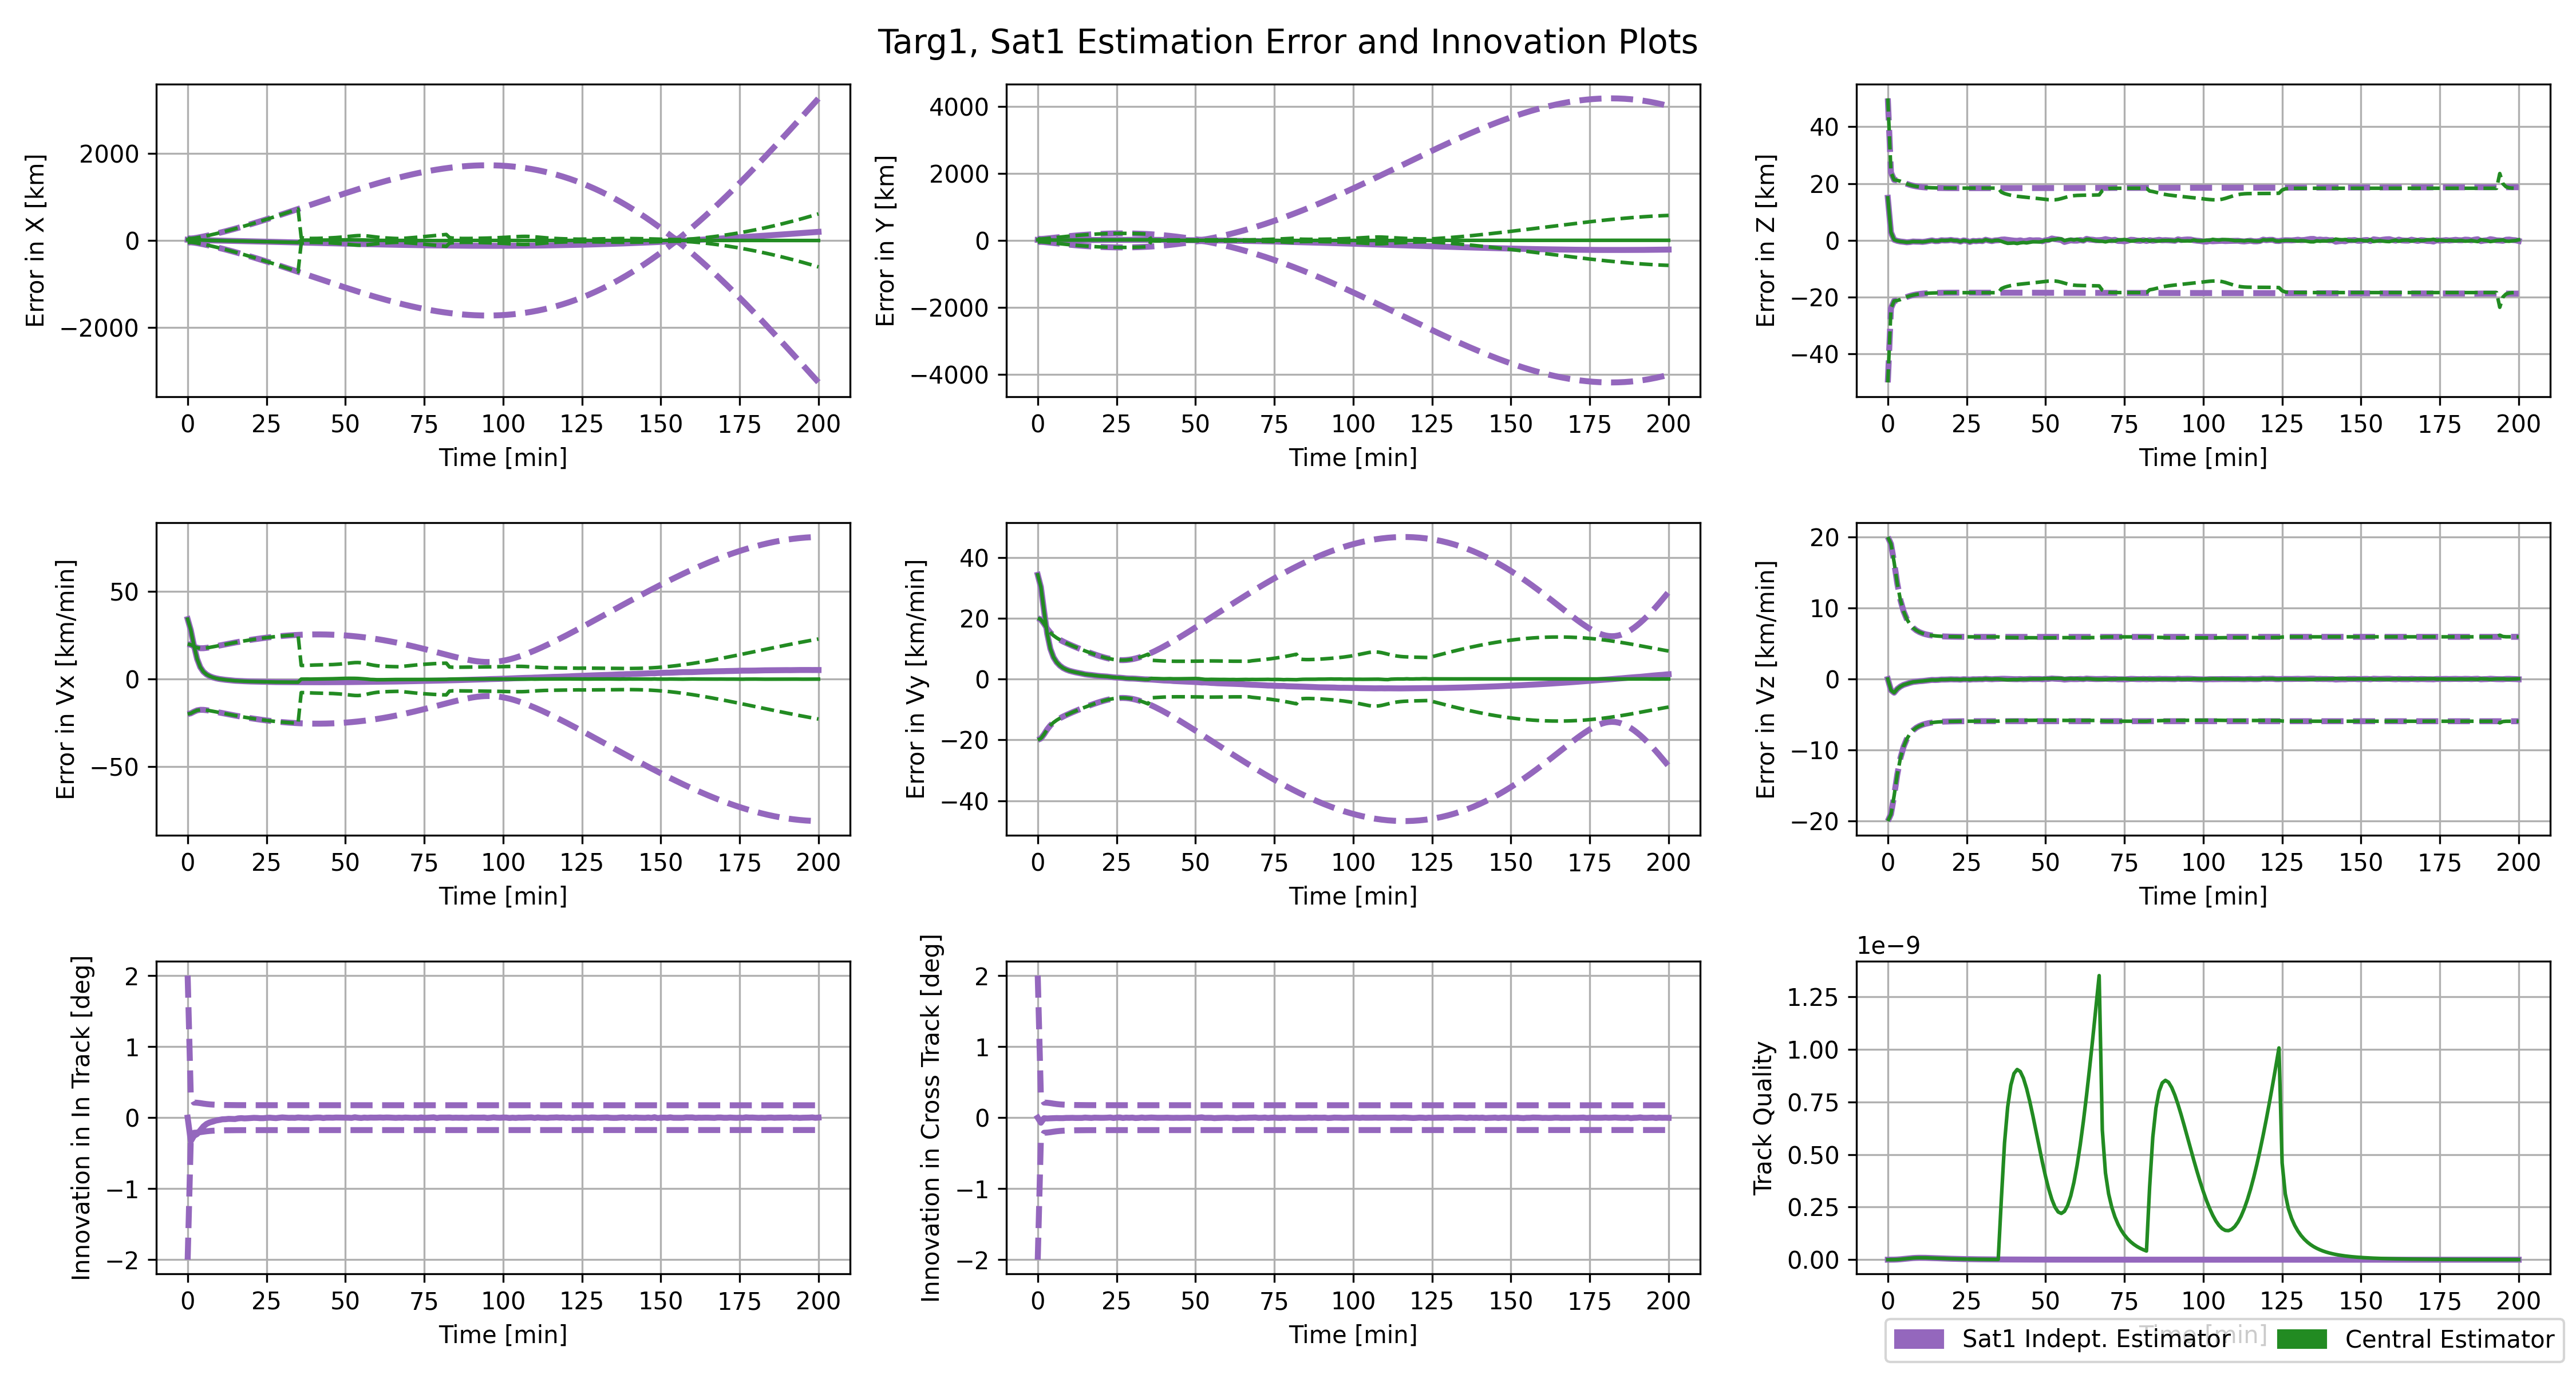 Targ1, Sat1 Estimation Error and Innovation Plots
Error in X [km]
2000
0
−2000
0 25 50 75 100 125 150 175 200
Time [min]
Error in Y [km]
4000
2000
0
−2000
−4000
0 25 50 75 100 125 150 175 200
Time [min]
Error in Z [km]
40
20
0
−20
−40
0 25 50 75 100 125 150 175 200
Time [min]
Error in Vx [km/min]
50
0
−50
0 25 50 75 100 125 150 175 200
Time [min]
Error in Vy [km/min]
40
20
0
−20
−40
0 25 50 75 100 125 150 175 200
Time [min]
Error in Vz [km/min]
20
10
0
−10
−20
0 25 50 75 100 125 150 175 200
Time [min]
Innovation in In Track [deg]
2
1
0
−1
−2
0 25 50 75 100 125 150 175 200
Time [min]
Innovation in Cross Track [deg]
2
1
0
−1
−2
0 25 50 75 100 125 150 175 200
Time [min]
1e−9
Track Quality
1.25
1.00
0.75
0.50
0.25
0.00
0 25 50 75 100 125 150 175 200
Time [min]
Sat1 Indept. Estimator
Central Estimator